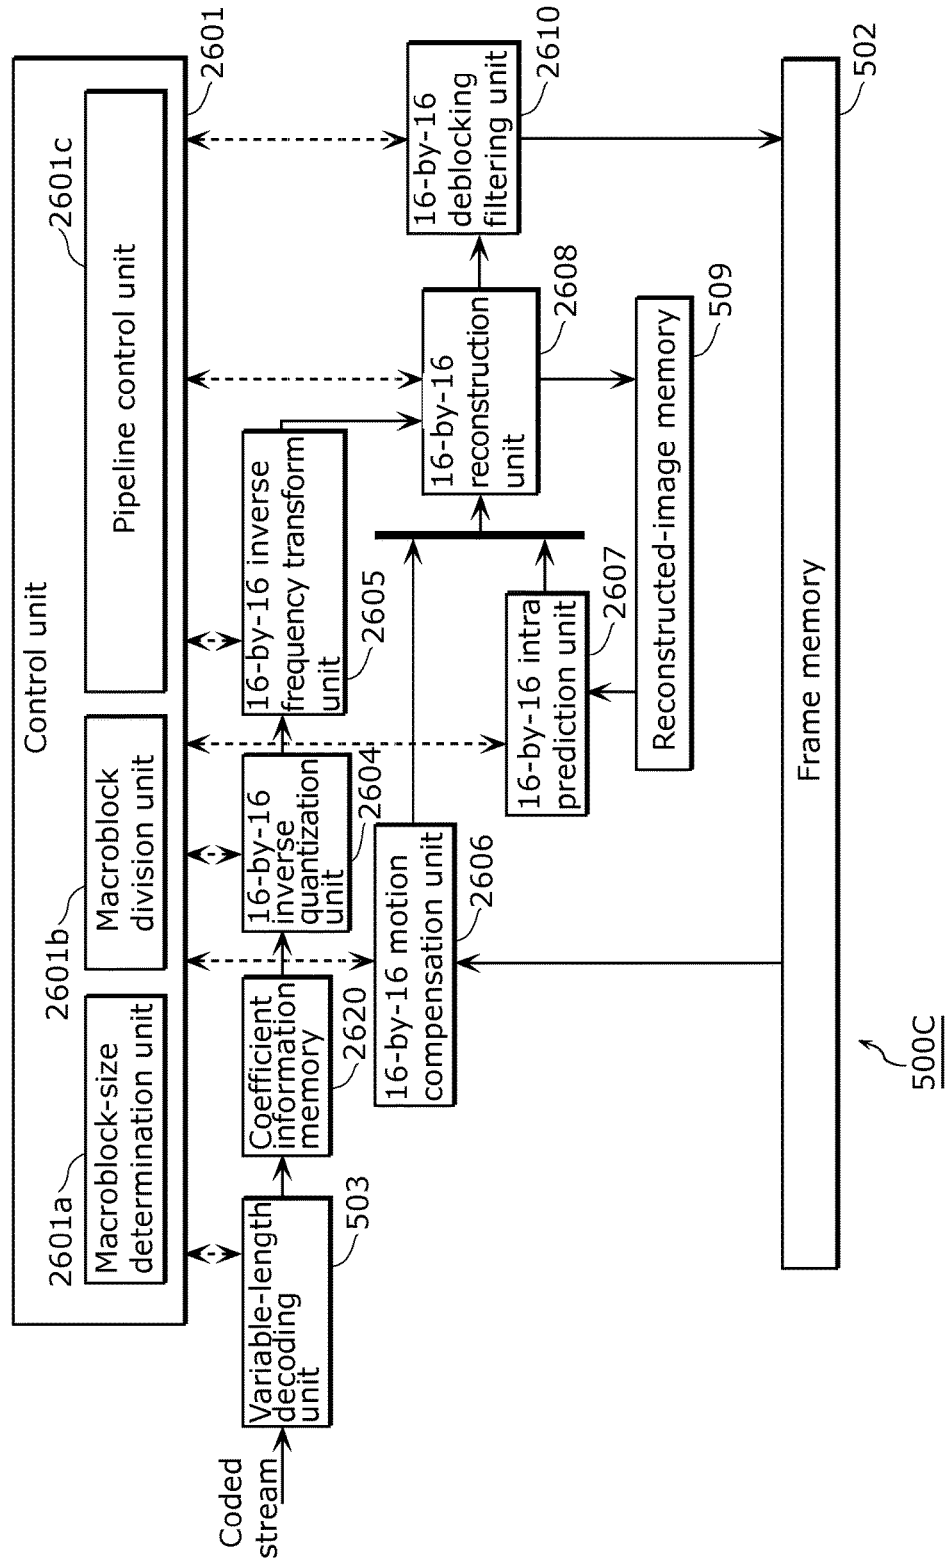 Control unit
2601
2601a
Macroblock-size
determination unit
2601b
Macroblock
division unit
2601c
Pipeline control unit
Coded
stream
Variable-length
decoding
unit
503
Coefficient
information
memory
2620
16-by-16
inverse
quantization
unit
2604
16-by-16 inverse
frequency transform
unit
2605
16-by-16 motion
compensation unit
2606
16-by-16 intra
prediction unit
2607
16-by-16
reconstruction
unit
2608
16-by-16
deblocking
filtering unit
2610
Reconstructed-image memory
509
Frame memory
502
500C